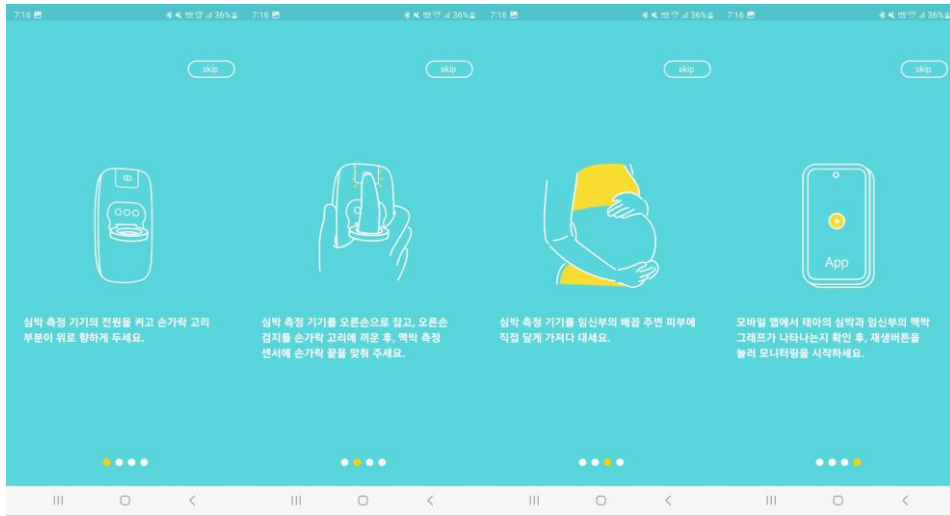 7:16 36%
skip
심박 측정 기기의 전원을 켜고 손가락 고리
부분이 위로 향하게 두세요.
7:16 36%
skip
심박 측정 기기를 오른손으로 잡고, 오른손
검지를 손가락 고리에 끼운 후, 맥박 측정
센서에 손가락 끝을 맞춰 주세요.
7:16 36%
skip
심박 측정 기기를 임신부의 배꼽 주변 피부에
직접 닿게 가져다 대세요.
7:16 36%
skip
App
모바일 앱에서 태아의 심박과 임신부의 맥박
그래프가 나타나는지 확인 후, 재생버튼을
눌러 모니터링을 시작하세요.